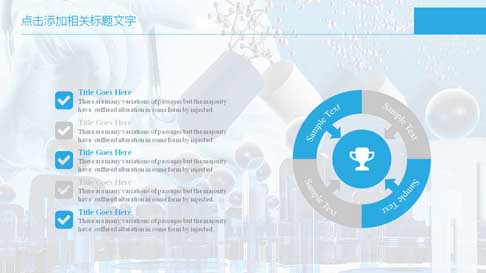 点击添加相关标题文字
Title Goes Here
There are many variations of passages but the majority
have suffered alteration in some form by injected
Title Goes Here
There are many variations of passages but the majority
have suffered alteration in some form by injected
Title Goes Here
There are many variations of passages but the majority
have suffered alteration in some form by injected
Title Goes Here
There are many variations of passages but the majority
have suffered alteration in some form by injected
Title Goes Here
There are many variations of passages but the majority
have suffered alteration in some form by injected
Sample Text
Sample Text
Sample Text
Sample Text